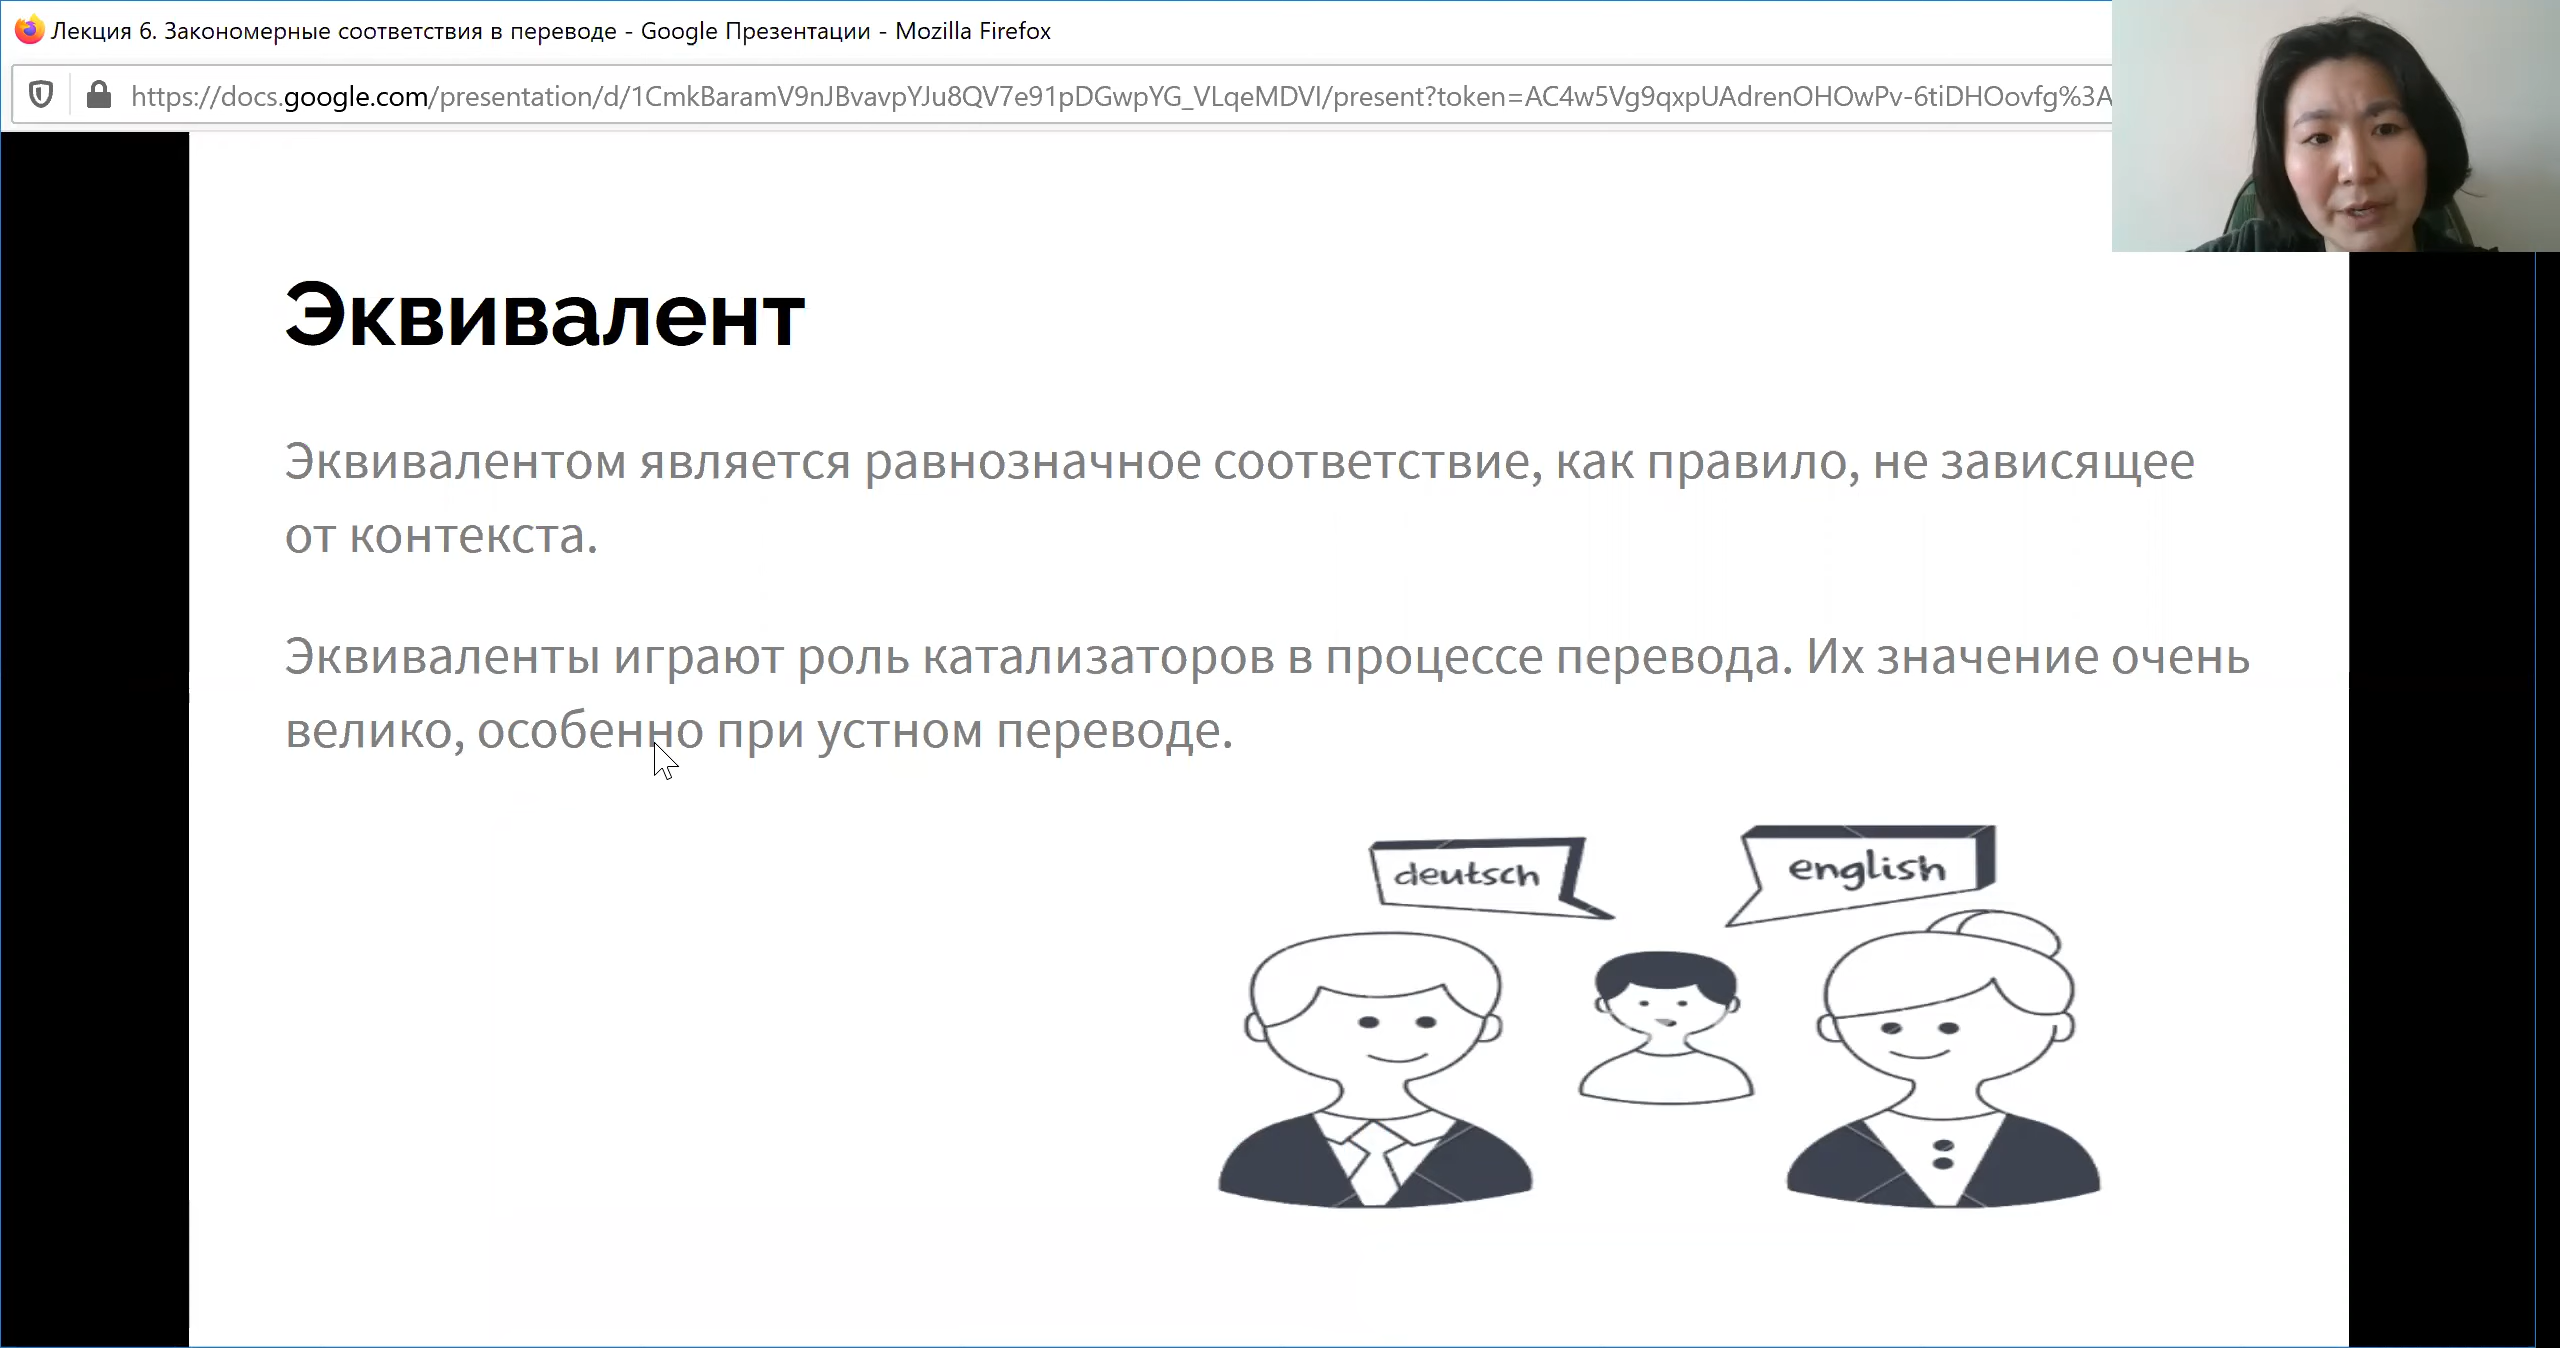 Лекция 6. Закономерные соответствия в переводе - Google Презентации - Mozilla Firefox
https://docs.google.com/presentation/d/1CmkBaramV9nJBvavpYJu8QV7e91pDGwpYG_VLqeMDVI/present?token=AC4w5Vg9qxpUAdrenOHOwPv-6tiDHOovfg%3A
Эквивалент
Эквивалентом является равнозначное соответствие, как правило, не зависящее
от контекста.
Эквиваленты играют роль катализаторов в процессе перевода. Их значение очень
велико, особенно при устном переводе.
deutsch
english